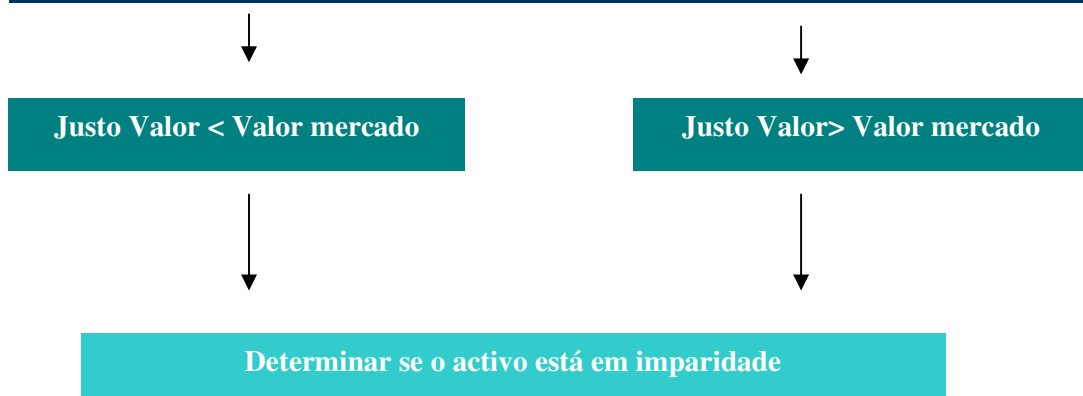 Justo Valor < Valor mercado
Justo Valor> Valor mercado
Determinar se o activo está em imparidade